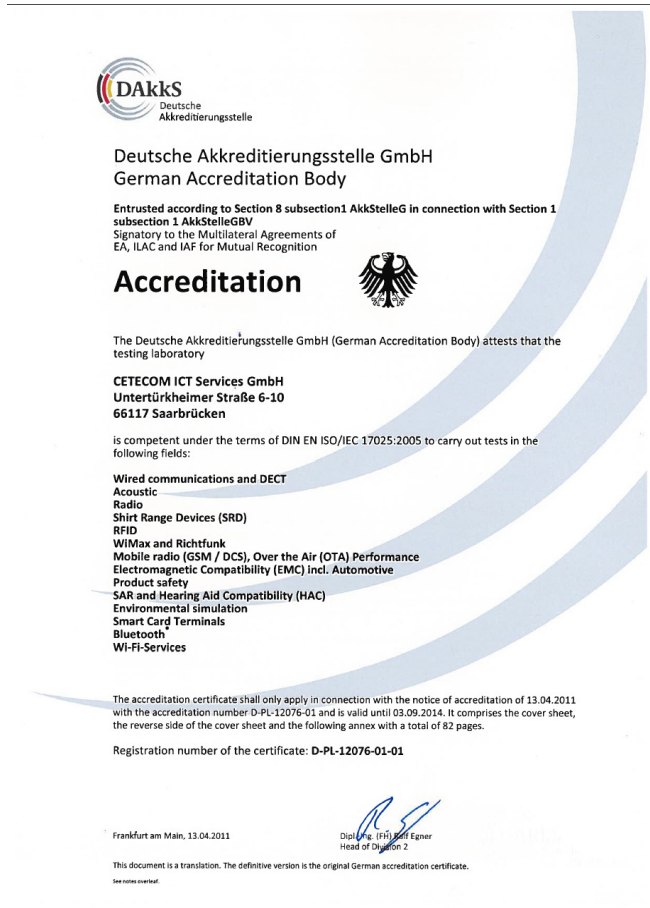 DAkkS
Deutsche
Akkreditierungsstelle
Deutsche Akkreditierungsstelle GmbH
German Accreditation Body
Entrusted according to Section 8 subsection1 AkkStelleG in connection with Section 1
subsection 1 AkkStelleGBV
Signatory to the Multilateral Agreements of
EA, ILAC and IAF for Mutual Recognition
Accreditation
The Deutsche Akkreditierungsstelle GmbH (German Accreditation Body) attests that the
testing laboratory
CETECOM ICT Services GmbH
Untertürkheimer Straße 6-10
66117 Saarbrücken
is competent under the terms of DIN EN ISO/IEC 17025:2005 to carry out tests in the
following fields:
Wired communications and DECT
Acoustic
Radio
Shirt Range Devices (SRD)
RFID
WiMax and Richtfunk
Mobile radio (GSM / DCS), Over the Air (OTA) Performance
Electromagnetic Compatibility (EMC) incl. Automotive
Product safety
SAR and Hearing Aid Compatibility (HAC)
Environmental simulation
Smart Card Terminals
Bluetooth
Wi-Fi-Services
The accreditation certificate shall only apply in connection with the notice of accreditation of 13.04.2011
with the accreditation number D-PL-12076-01 and is valid until 03.09.2014. It comprises the cover sheet,
the reverse side of the cover sheet and the following annex with a total of 82 pages.
Registration number of the certificate: D-PL-12076-01-01
Frankfurt am Main, 13.04.2011
Dipl.-Ing. (FH) Ralf Egner
Head of Division 2
This document is a translation. The definitive version is the original German accreditation certificate.
See notes overleaf.